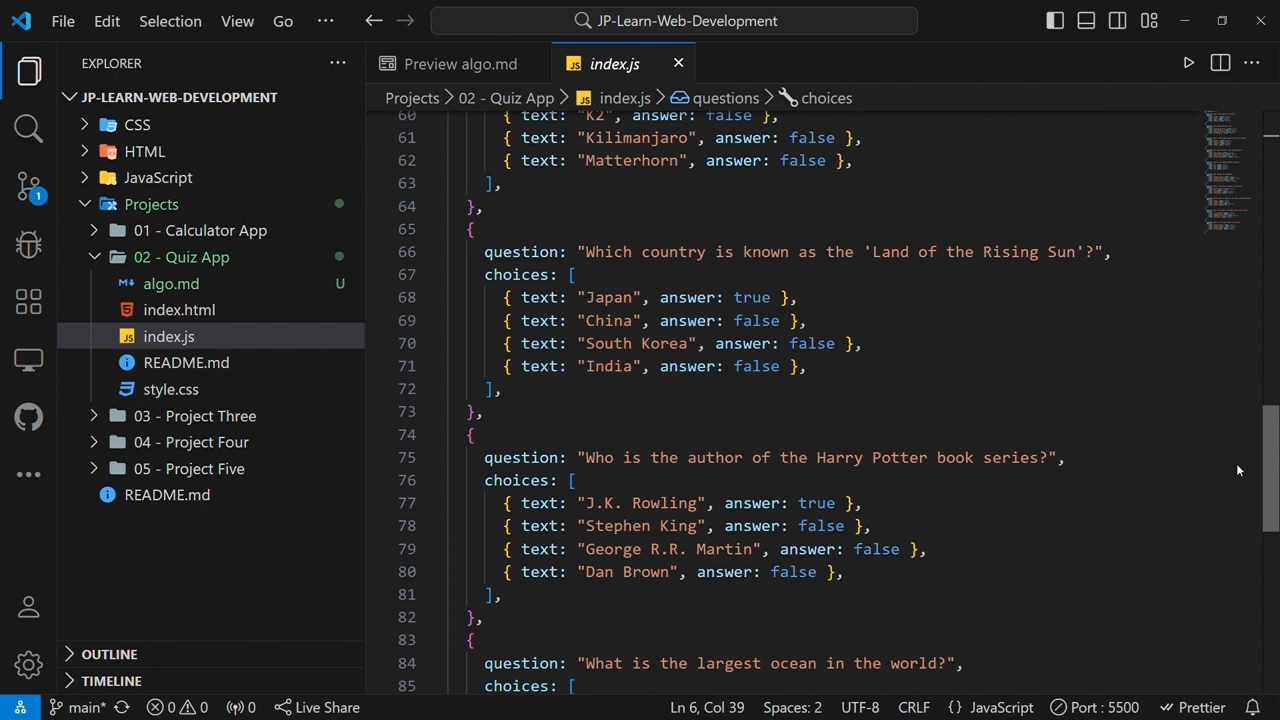 File Edit Selection View Go ··· JP-Learn-Web-Development
EXPLORER
JP-LEARN-WEB-DEVELOPMENT
CSS
HTML
JavaScript
Projects
01 - Calculator App
02 - Quiz App
algo.md U
index.html
index.js
README.md
style.css
03 - Project Three
04 - Project Four
05 - Project Five
README.md
OUTLINE
TIMELINE
1
Preview algo.md
JS index.js
Projects > 02 - Quiz App > JS index.js > questions > choices
60 { text: "K2", answer: false },
61 { text: "Kilimanjaro", answer: false },
62 { text: "Matterhorn", answer: false },
63 ],
64 },
65 {
66 question: "Which country is known as the 'Land of the Rising Sun'?",
67 choices: [
68 { text: "Japan", answer: true },
69 { text: "China", answer: false },
70 { text: "South Korea", answer: false },
71 { text: "India", answer: false },
72 ],
73 },
74 {
75 question: "Who is the author of the Harry Potter book series?",
76 choices: [
77 { text: "J.K. Rowling", answer: true },
78 { text: "Stephen King", answer: false },
79 { text: "George R.R. Martin", answer: false },
80 { text: "Dan Brown", answer: false },
81 ],
82 },
83 {
84 question: "What is the largest ocean in the world?",
85 choices: [
main* 0 0 0 Live Share Ln 6, Col 39 Spaces: 2 UTF-8 CRLF {} JavaScript Port : 5500 Prettier